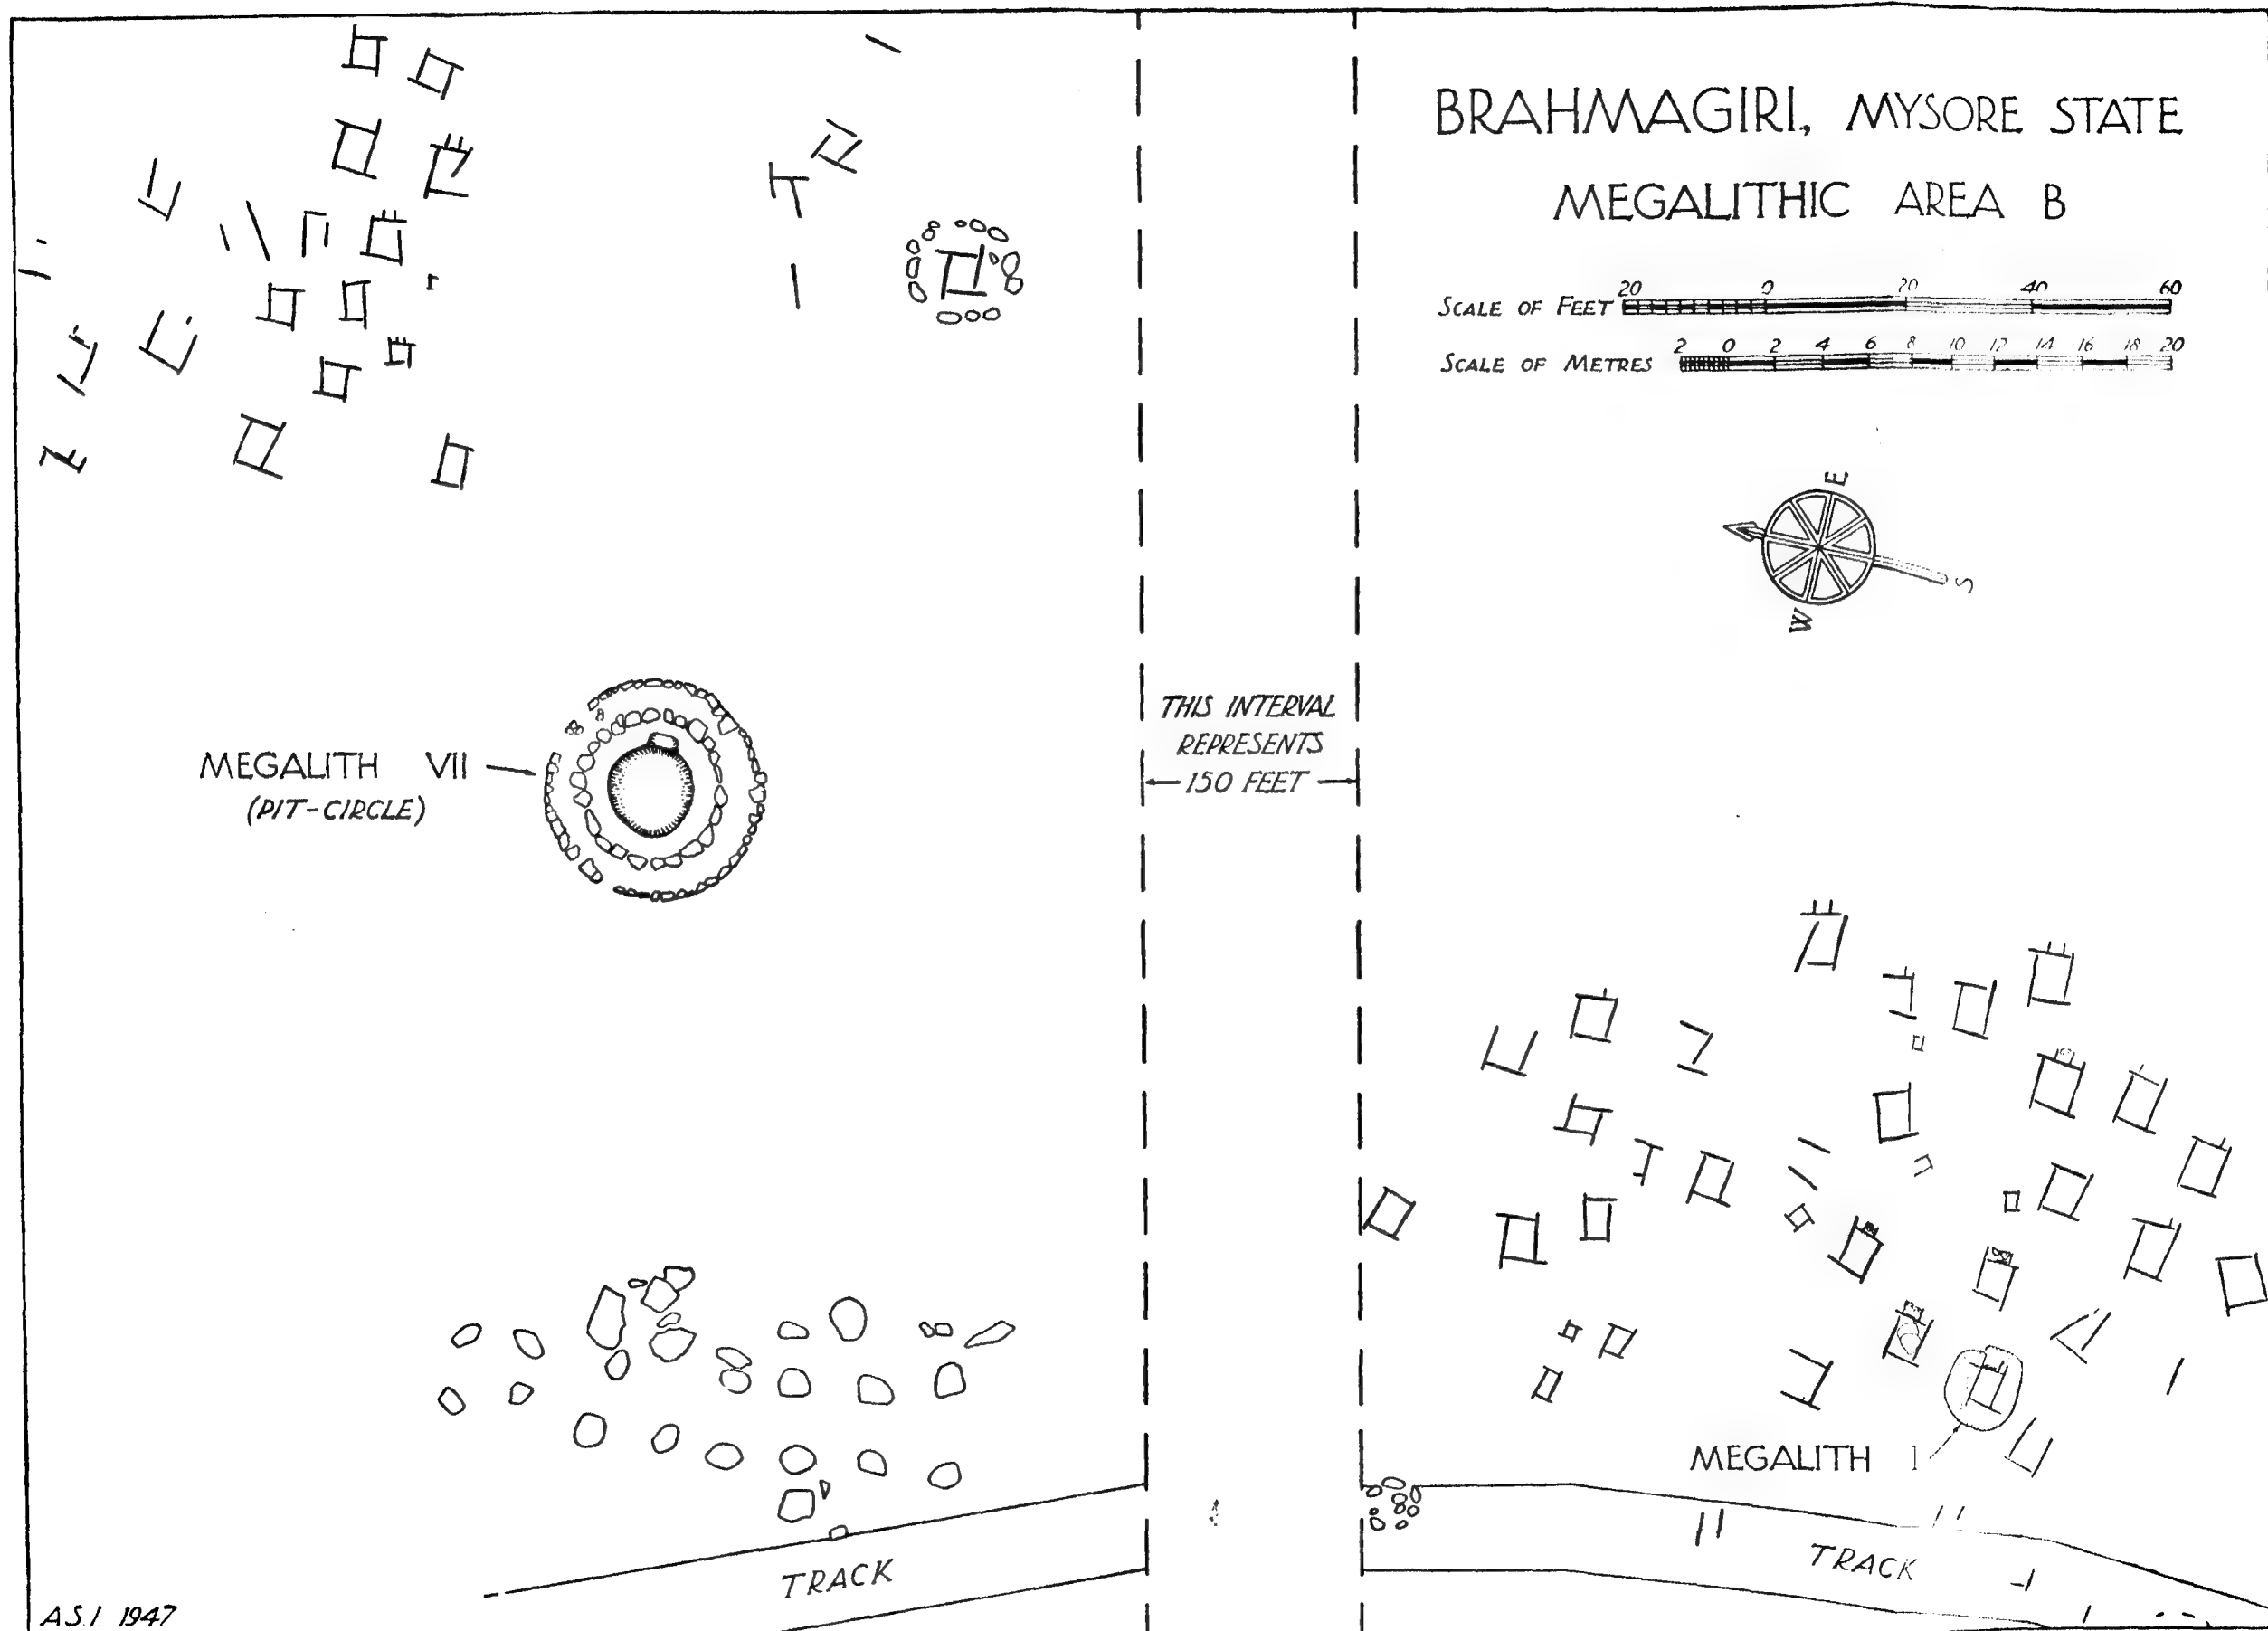 BRAHMAGIRI, MYSORE STATE
MEGALITHIC AREA B
20 0 20 40 60
SCALE OF FEET
2 0 2 4 6 8 10 12 14 16 18 20
SCALE OF METRES
E
S
W
THIS INTERVAL
REPRESENTS
150 FEET
MEGALITH VII
(PIT-CIRCLE)
MEGALITH I
TRACK
TRACK
A.S.I. 1947